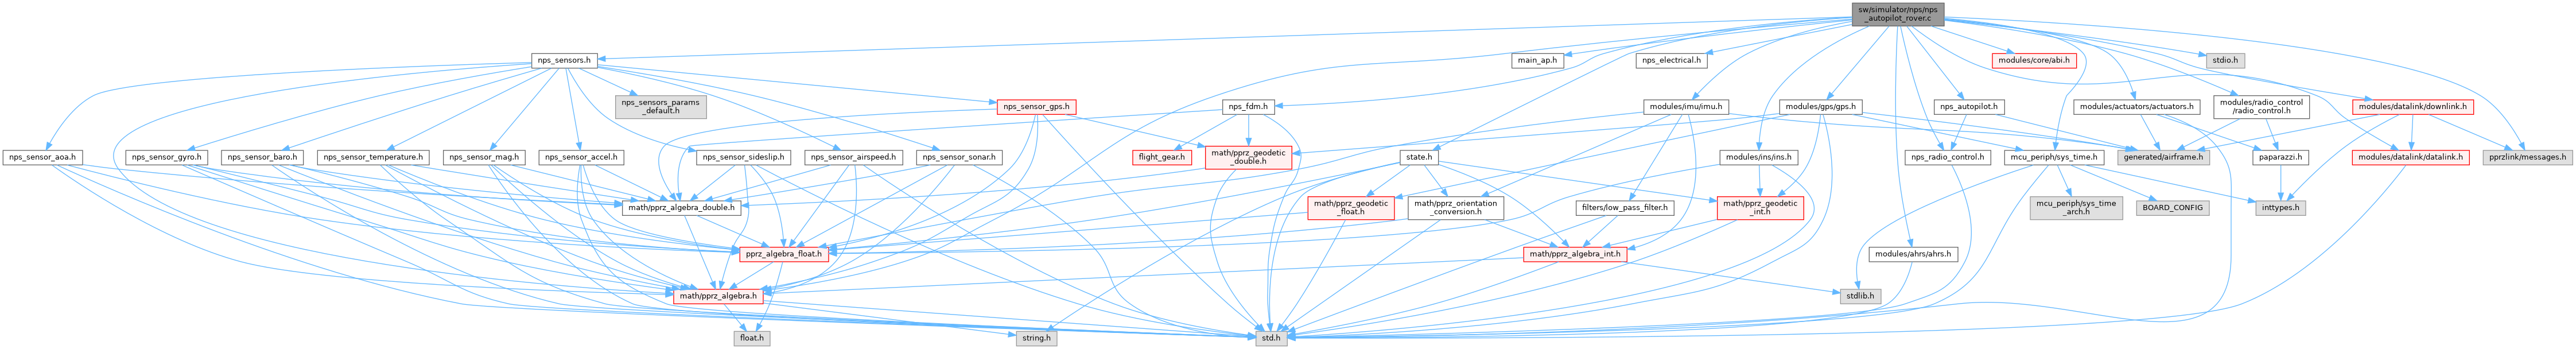 sw/simulator/nps/nps
_autopilot_rover.c
nps_sensors.h
main_ap.h
nps_electrical.h
modules/core/abi.h
stdio.h
nps_sensors_params
_default.h
nps_sensor_gps.h
nps_fdm.h
modules/imu/imu.h
modules/gps/gps.h
nps_autopilot.h
modules/actuators/actuators.h
modules/radio_control
/radio_control.h
modules/datalink/downlink.h
nps_sensor_aoa.h
nps_sensor_gyro.h
nps_sensor_baro.h
nps_sensor_temperature.h
nps_sensor_mag.h
nps_sensor_accel.h
nps_sensor_sideslip.h
nps_sensor_airspeed.h
nps_sensor_sonar.h
flight_gear.h
math/pprz_geodetic
_double.h
state.h
modules/ins/ins.h
nps_radio_control.h
mcu_periph/sys_time.h
generated/airframe.h
paparazzi.h
modules/datalink/datalink.h
pprzlink/messages.h
math/pprz_algebra_double.h
math/pprz_geodetic
_float.h
math/pprz_orientation
_conversion.h
filters/low_pass_filter.h
math/pprz_geodetic
_int.h
mcu_periph/sys_time
_arch.h
BOARD_CONFIG
inttypes.h
pprz_algebra_float.h
math/pprz_algebra_int.h
modules/ahrs/ahrs.h
math/pprz_algebra.h
stdlib.h
float.h
string.h
std.h